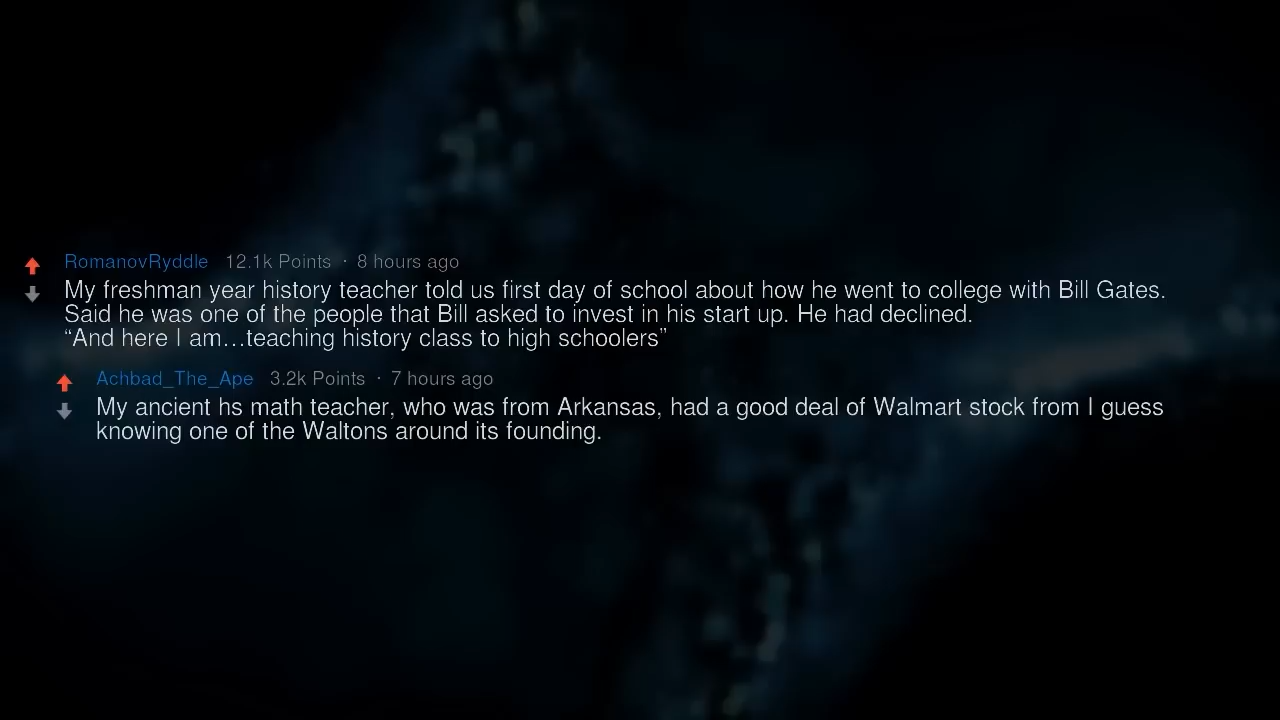 RomanovRyddle 12.1k Points · 8 hours ago
My freshman year history teacher told us first day of school about how he went to college with Bill Gates.
Said he was one of the people that Bill asked to invest in his start up. He had declined.
“And here I am…teaching history class to high schoolers”
Achbad_The_Ape 3.2k Points · 7 hours ago
My ancient hs math teacher, who was from Arkansas, had a good deal of Walmart stock from I guess
knowing one of the Waltons around its founding.